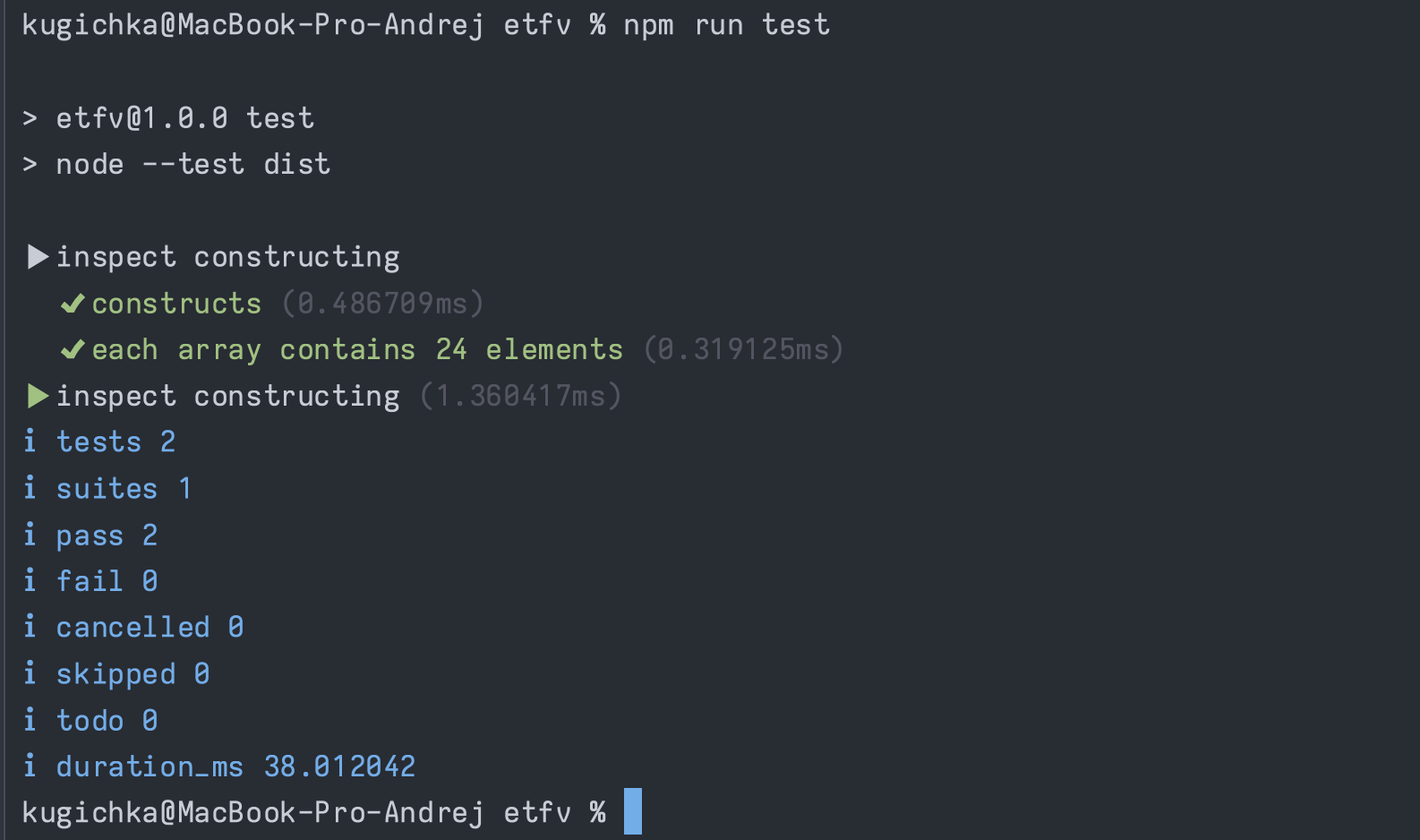 kugichka@MacBook-Pro-Andrej etfv % npm run test
> etfv@1.0.0 test
> node --test dist
▶ inspect constructing
✔ constructs (0.486709ms)
✔ each array contains 24 elements (0.319125ms)
▶ inspect constructing (1.360417ms)
ℹ tests 2
ℹ suites 1
ℹ pass 2
ℹ fail 0
ℹ cancelled 0
ℹ skipped 0
ℹ todo 0
ℹ duration_ms 38.012042
kugichka@MacBook-Pro-Andrej etfv %